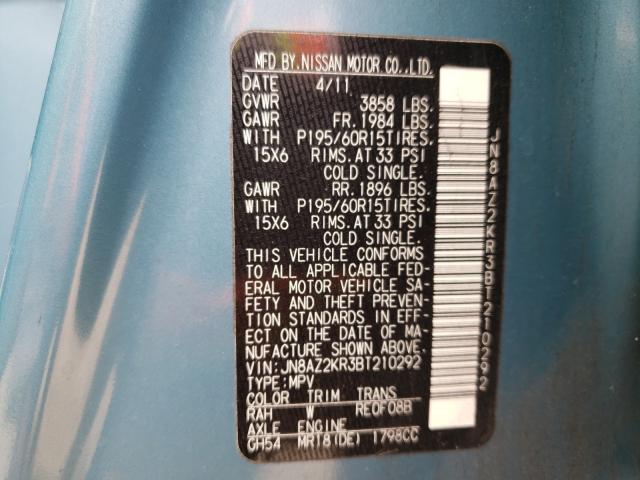 MFD BY.NISSAN MOTOR CO.,LTD.
DATE 4/11
GVWR 3858 LBS.
GAWR FR.1984 LBS.
WITH P195/60R15TIRES,
15X6 RIMS.AT 33 PSI
COLD SINGLE.
GAWR RR.1896 LBS.
WITH P195/60R15TIRES,
15X6 RIMS.AT 33 PSI
COLD SINGLE.
THIS VEHICLE CONFORMS
TO ALL APPLICABLE FED-
ERAL MOTOR VEHICLE SA-
FETY AND THEFT PREVEN-
TION STANDARDS IN EFF-
ECT ON THE DATE OF MA-
NUFACTURE SHOWN ABOVE.
VIN:JN8AZ2KR3BT210292
TYPE:MPV
COLOR TRIM TRANS
RAH W REOF08B
AXLE ENGINE
GH54 MR18(DE) 1798CC
JN8AZ2KR3BT210292